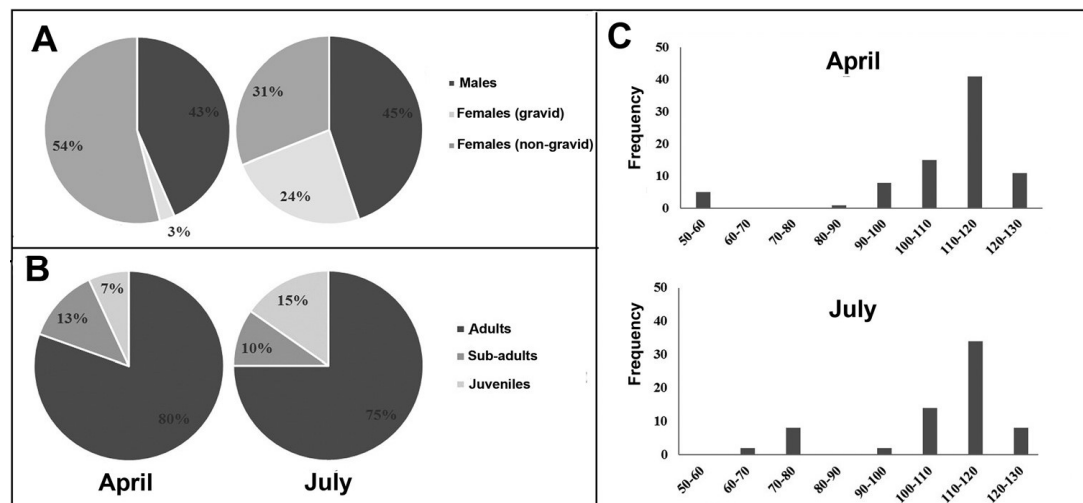 A
43%
54%
3%
31%
45%
24%
Males
Females (gravid)
Females (non-gravid)
B
7%
13%
80%
15%
10%
75%
Adults
Sub-adults
Juveniles
April
July
C
April
Frequency
50
40
30
20
10
0
50-60
60-70
70-80
80-90
90-100
100-110
110-120
120-130
July
Frequency
50
40
30
20
10
0
50-60
60-70
70-80
80-90
90-100
100-110
110-120
120-130